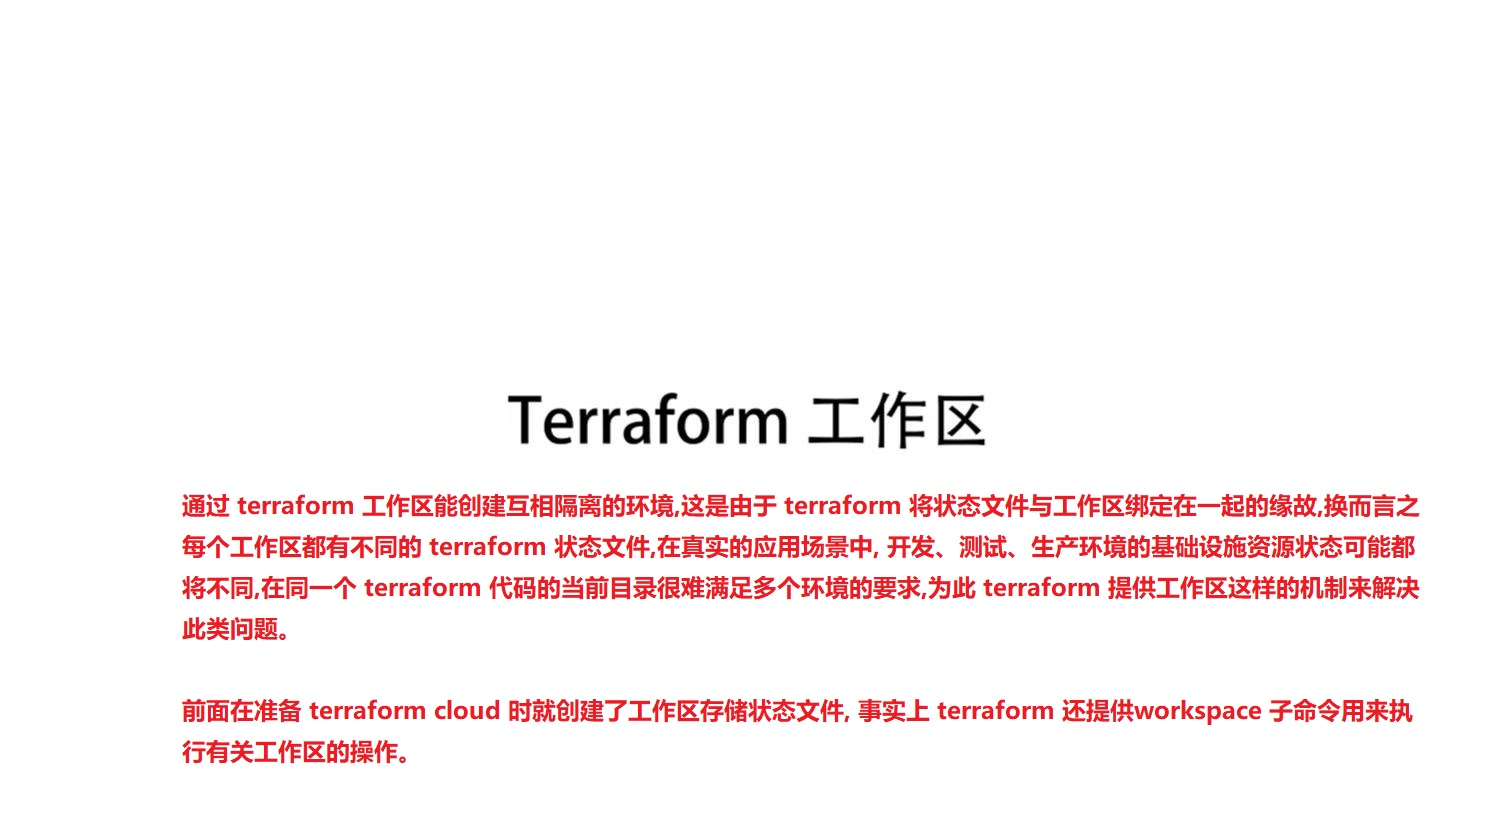 Terraform 工作区
通过 terraform 工作区能创建互相隔离的环境,这是由于 terraform 将状态文件与工作区绑定在一起的缘故,换而言之
每个工作区都有不同的 terraform 状态文件,在真实的应用场景中, 开发、测试、生产环境的基础设施资源状态可能都
将不同,在同一个 terraform 代码的当前目录很难满足多个环境的要求,为此 terraform 提供工作区这样的机制来解决
此类问题。
前面在准备 terraform cloud 时就创建了工作区存储状态文件, 事实上 terraform 还提供workspace 子命令用来执
行有关工作区的操作。